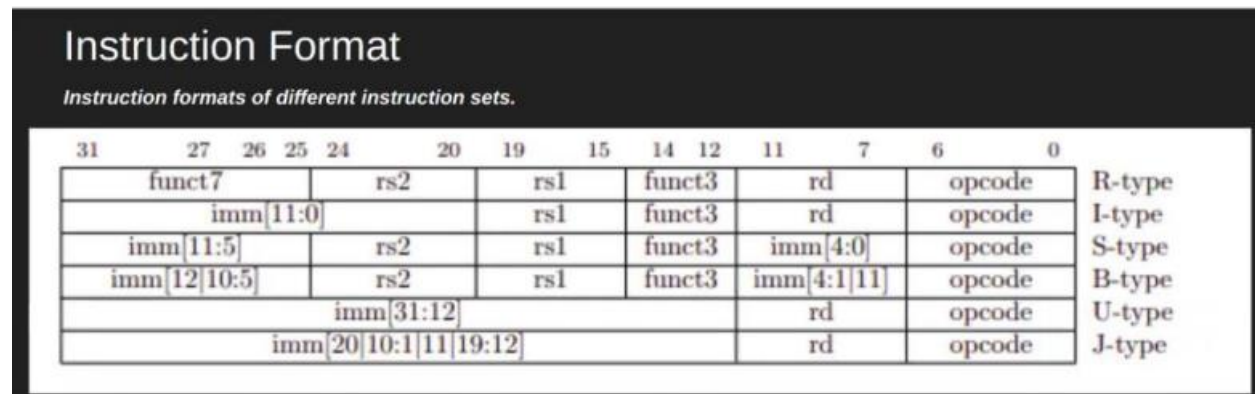 Instruction Format
Instruction formats of different instruction sets.
31 27 26 25 24 20 19 15 14 12 11 7 6 0
funct7 rs2 rs1 funct3 rd opcode R-type
imm[11:0] rs1 funct3 rd opcode I-type
imm[11:5] rs2 rs1 funct3 imm[4:0] opcode S-type
imm[12|10:5] rs2 rs1 funct3 imm[4:1|11] opcode B-type
imm[31:12] rd opcode U-type
imm[20|10:1|11|19:12] rd opcode J-type